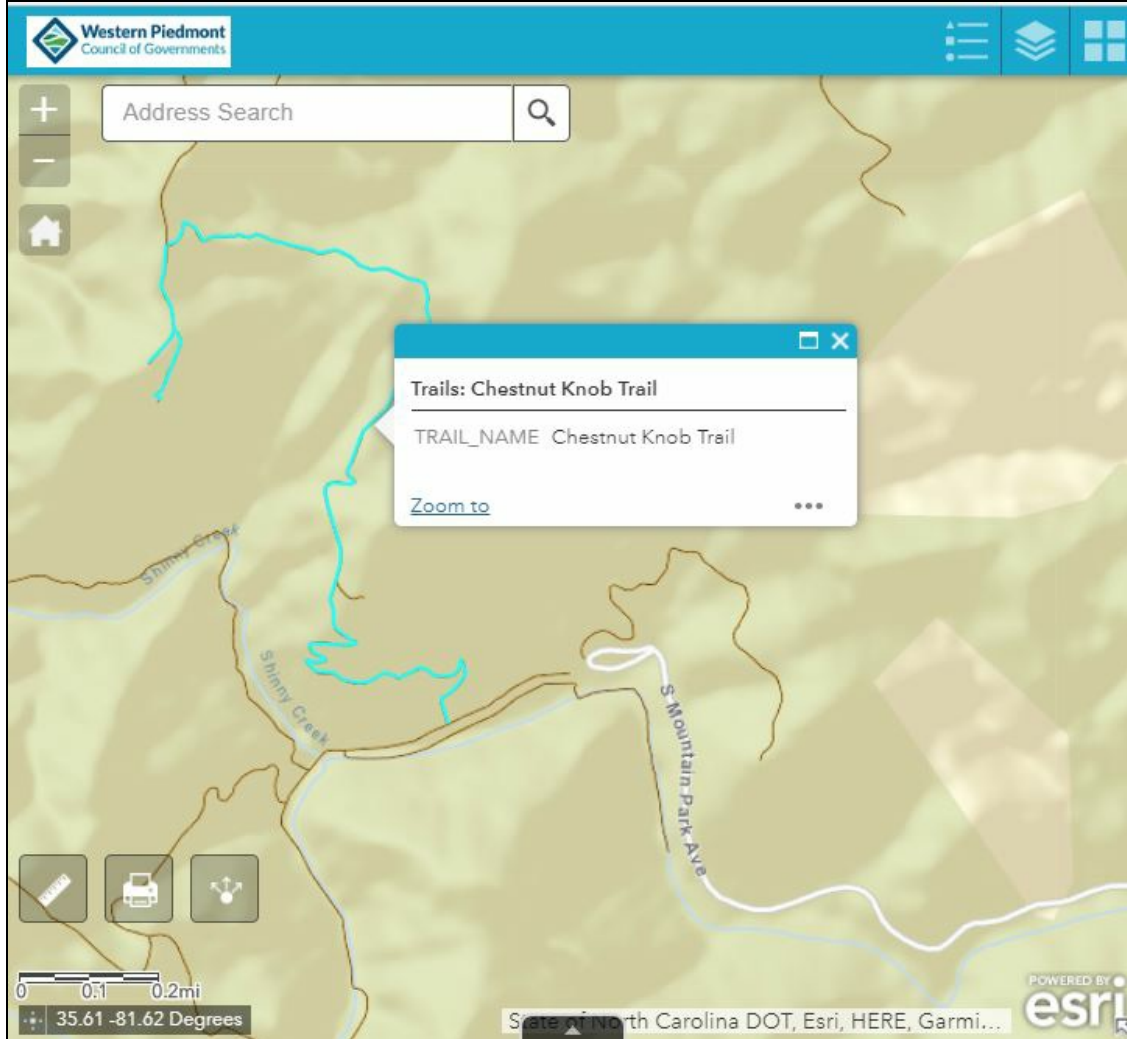 Western Piedmont
Council of Governments
+
Address Search
−
Trails: Chestnut Knob Trail
TRAIL_NAME Chestnut Knob Trail
Zoom to
Shinny Creek
Shinny Creek
S Mountain Park Ave
0 0.1 0.2mi
35.61 -81.62 Degrees
State of North Carolina DOT, Esri, HERE, Garmi...
POWERED BY
esri